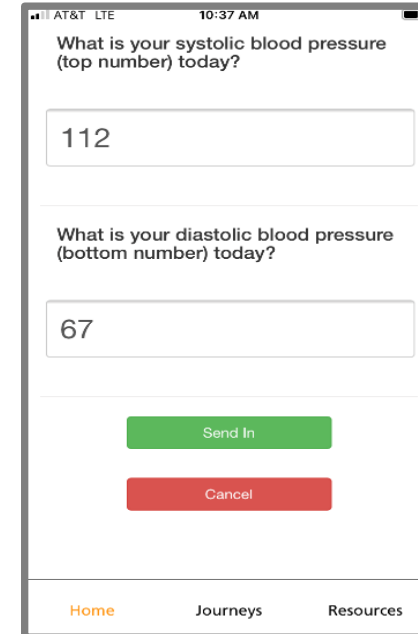 AT&T LTE 10:37 AM
What is your systolic blood pressure
(top number) today?
112
What is your diastolic blood pressure
(bottom number) today?
67
Send In
Cancel
Home Journeys Resources